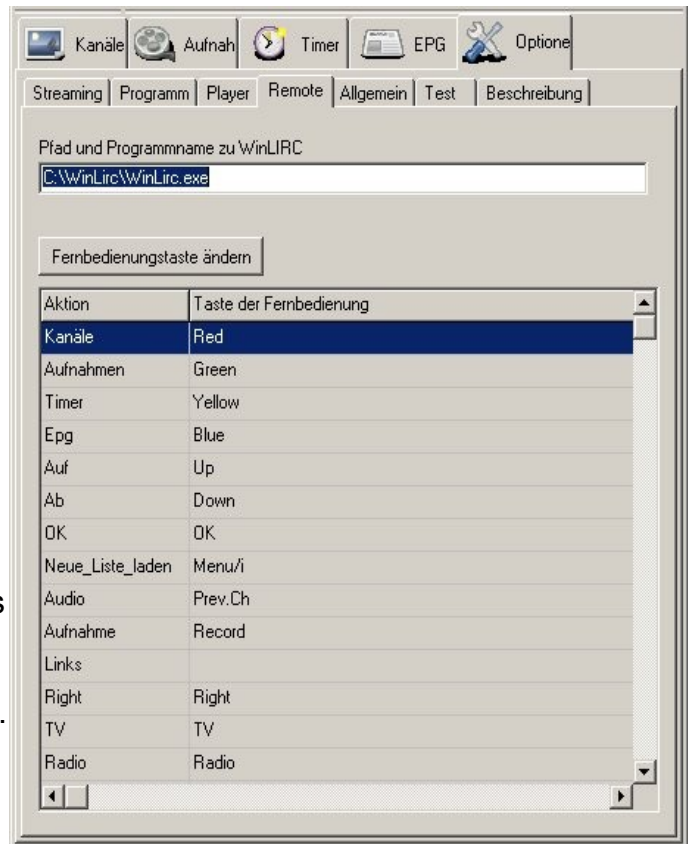 Kanäle Aufnah Timer EPG Optione
Streaming Programm Player Remote Allgemein Test Beschreibung
Pfad und Programmname zu WinLIRC
C:\WinLirc\WinLirc.exe
Fernbedienungstaste ändern
Aktion Taste der Fernbedienung
Kanäle Red
Aufnahmen Green
Timer Yellow
Epg Blue
Auf Up
Ab Down
OK OK
Neue_Liste_laden Menu/i
s
Audio Prev.Ch
Aufnahme Record
Links
Right Right
.
TV TV
Radio Radio